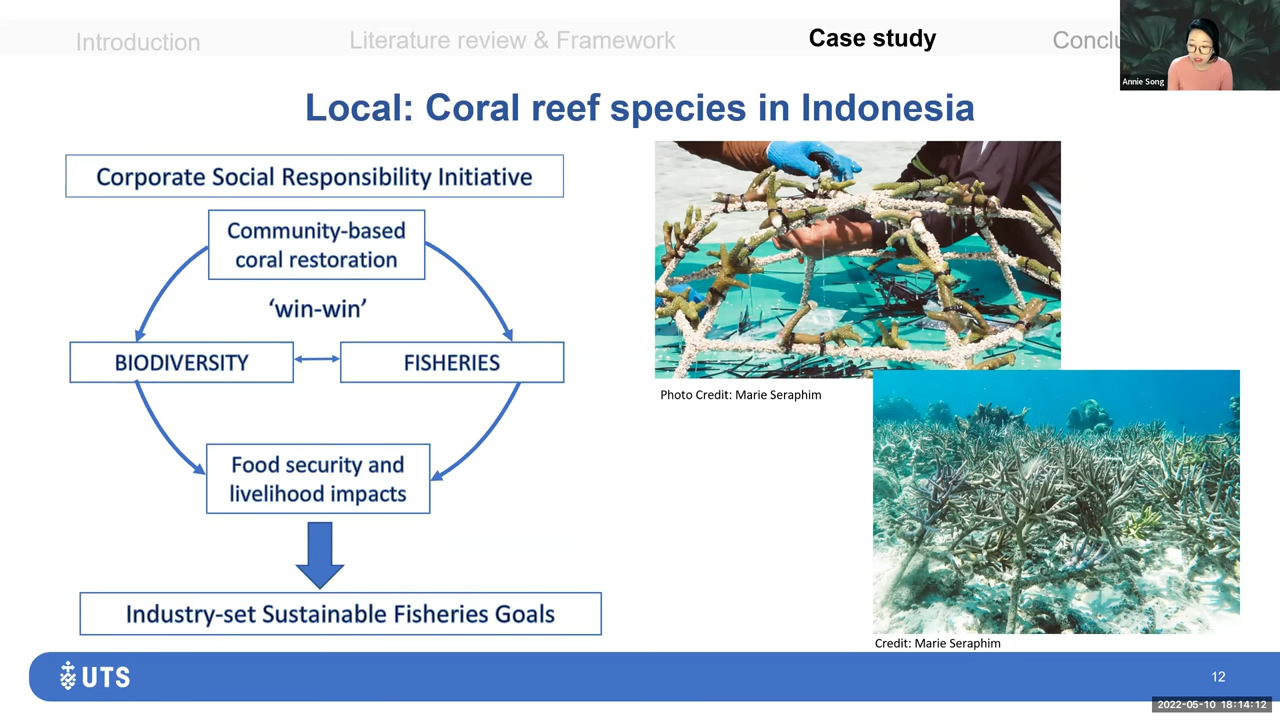 Introduction
Literature review & Framework
Case study
Annie Song
Local: Coral reef species in Indonesia
Corporate Social Responsibility Initiative
Community-based
coral restoration
‘win-win’
BIODIVERSITY
FISHERIES
Food security and
livelihood impacts
Industry-set Sustainable Fisheries Goals
Photo Credit: Marie Seraphim
Credit: Marie Seraphim
UTS
12
2022-05-10 18:14:12